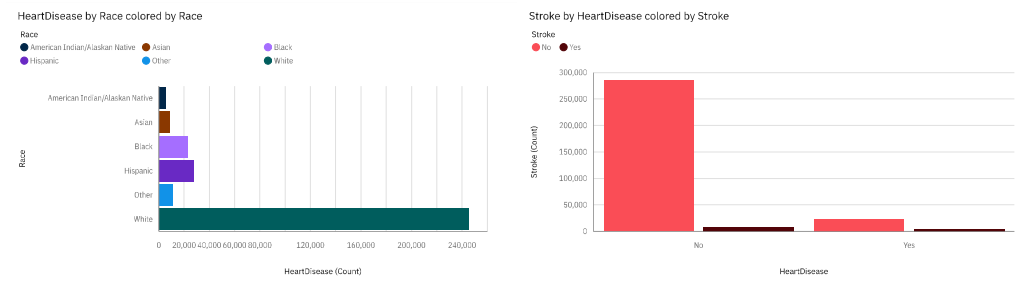 HeartDisease by Race colored by Race
Race
American Indian/Alaskan Native Asian Black
Hispanic Other White
American Indian/Alaskan Native
Asian
Black
Hispanic
Other
White
Race
0 20,000 40,000 60,000 80,000 120,000 160,000 200,000 240,000
HeartDisease (Count)
Stroke by HeartDisease colored by Stroke
Stroke
No Yes
300,000
250,000
200,000
150,000
100,000
50,000
0
Stroke (Count)
No Yes
HeartDisease